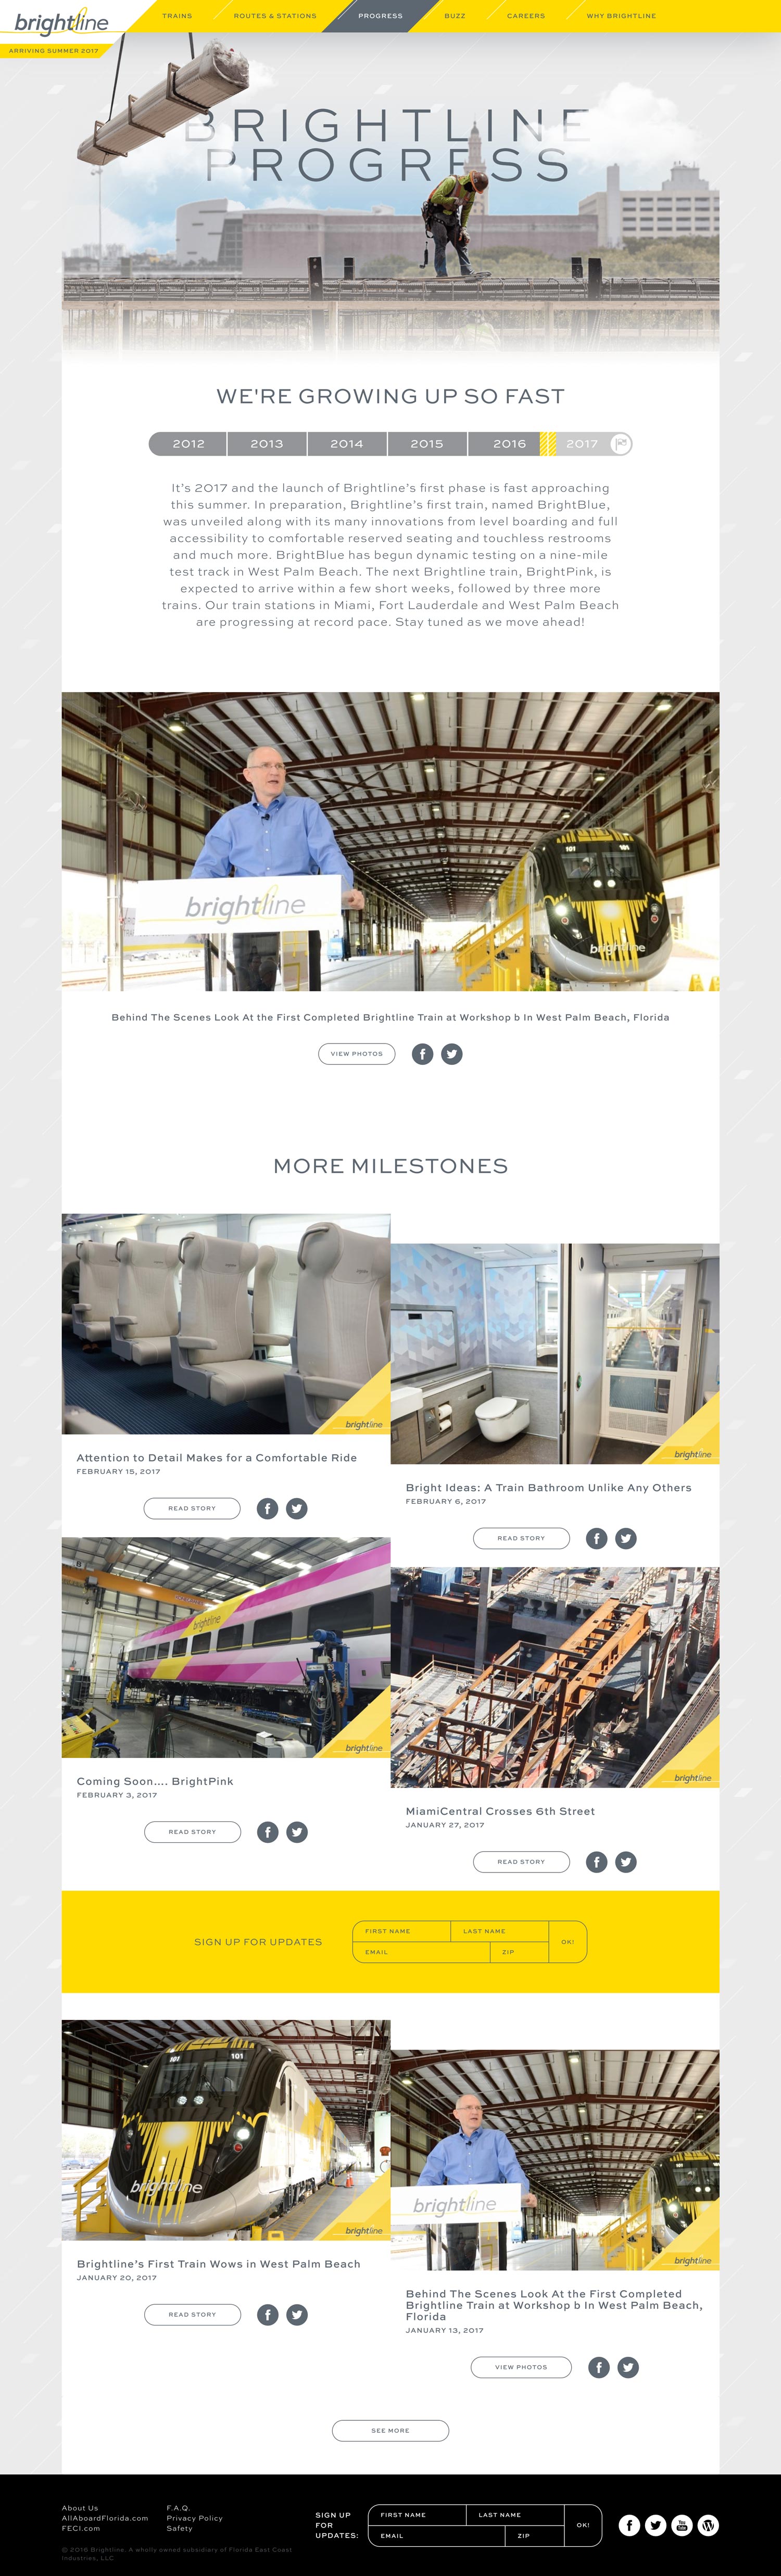 brightline
TRAINS
ROUTES & STATIONS
PROGRESS
BUZZ
CAREERS
WHY BRIGHTLINE
ARRIVING SUMMER 2017
BRIGHTLINE
PROGRESS
WE'RE GROWING UP SO FAST
2012
2013
2014
2015
2016
2017
It's 2017 and the launch of Brightline's first phase is fast approaching
this summer. In preparation, Brightline's first train, named BrightBlue,
was unveiled along with its many innovations from level boarding and full
accessibility to comfortable reserved seating and touchless restrooms
and much more. BrightBlue has begun dynamic testing on a nine-mile
test track in West Palm Beach. The next Brightline train, BrightPink, is
expected to arrive within a few short weeks, followed by three more
trains. Our train stations in Miami, Fort Lauderdale and West Palm Beach
are progressing at record pace. Stay tuned as we move ahead!
101
101
brightline
brightline
Behind The Scenes Look At the First Completed Brightline Train at Workshop b In West Palm Beach, Florida
VIEW PHOTOS
MORE MILESTONES
brightline
Attention to Detail Makes for a Comfortable Ride
FEBRUARY 15, 2017
READ STORY
brightline
Bright Ideas: A Train Bathroom Unlike Any Others
FEBRUARY 6, 2017
READ STORY
brightline
brightline
Coming Soon.... BrightPink
FEBRUARY 3, 2017
READ STORY
brightline
MiamiCentral Crosses 6th Street
JANUARY 27, 2017
READ STORY
SIGN UP FOR UPDATES
FIRST NAME
LAST NAME
EMAIL
ZIP
OK!
101
101
brightline
brightline
Brightline's First Train Wows in West Palm Beach
JANUARY 20, 2017
READ STORY
brightline
brightline
Behind The Scenes Look At the First Completed
Brightline Train at Workshop b In West Palm Beach,
Florida
JANUARY 13, 2017
VIEW PHOTOS
SEE MORE
About Us
AllAboardFlorida.com
FECI.com
F.A.Q.
Privacy Policy
Safety
© 2016 Brightline. A wholly owned subsidiary of Florida East Coast
Industries, LLC
SIGN UP
FOR
UPDATES:
FIRST NAME
LAST NAME
EMAIL
ZIP
OK!
You
Tube